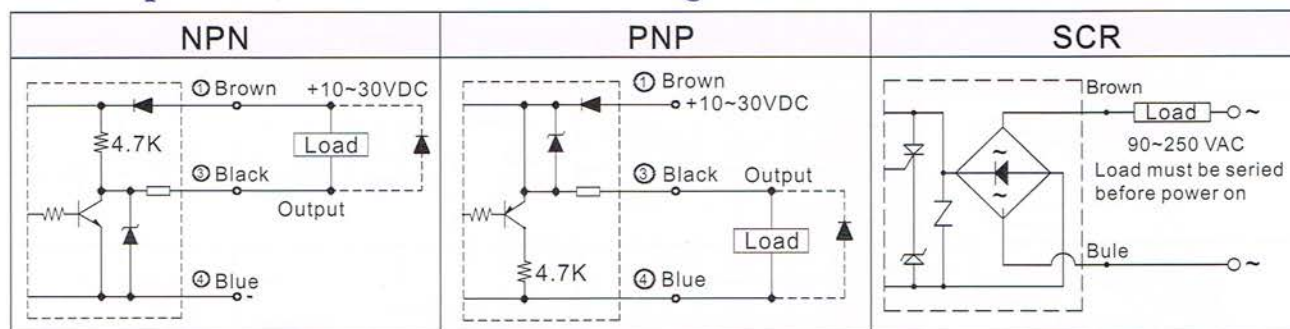 NPN
PNP
SCR
① Brown
+10~30VDC
4.7K
Load
③ Black
Output
④ Blue
-
① Brown
+10~30VDC
③ Black
Output
Load
4.7K
④ Blue
Brown
Load
~
90~250 VAC
Load must be seried
before power on
~
~
Bule
~